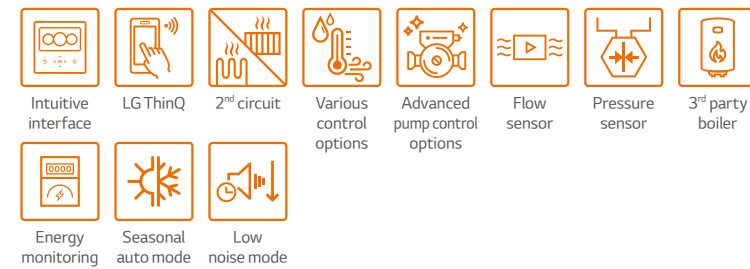 Intuitive
interface
LG ThinQ
2nd circuit
Various
control
options
Advanced
pump control
options
Flow
sensor
Pressure
sensor
3rd party
boiler
0000
Energy
monitoring
Seasonal
auto mode
Low
noise mode